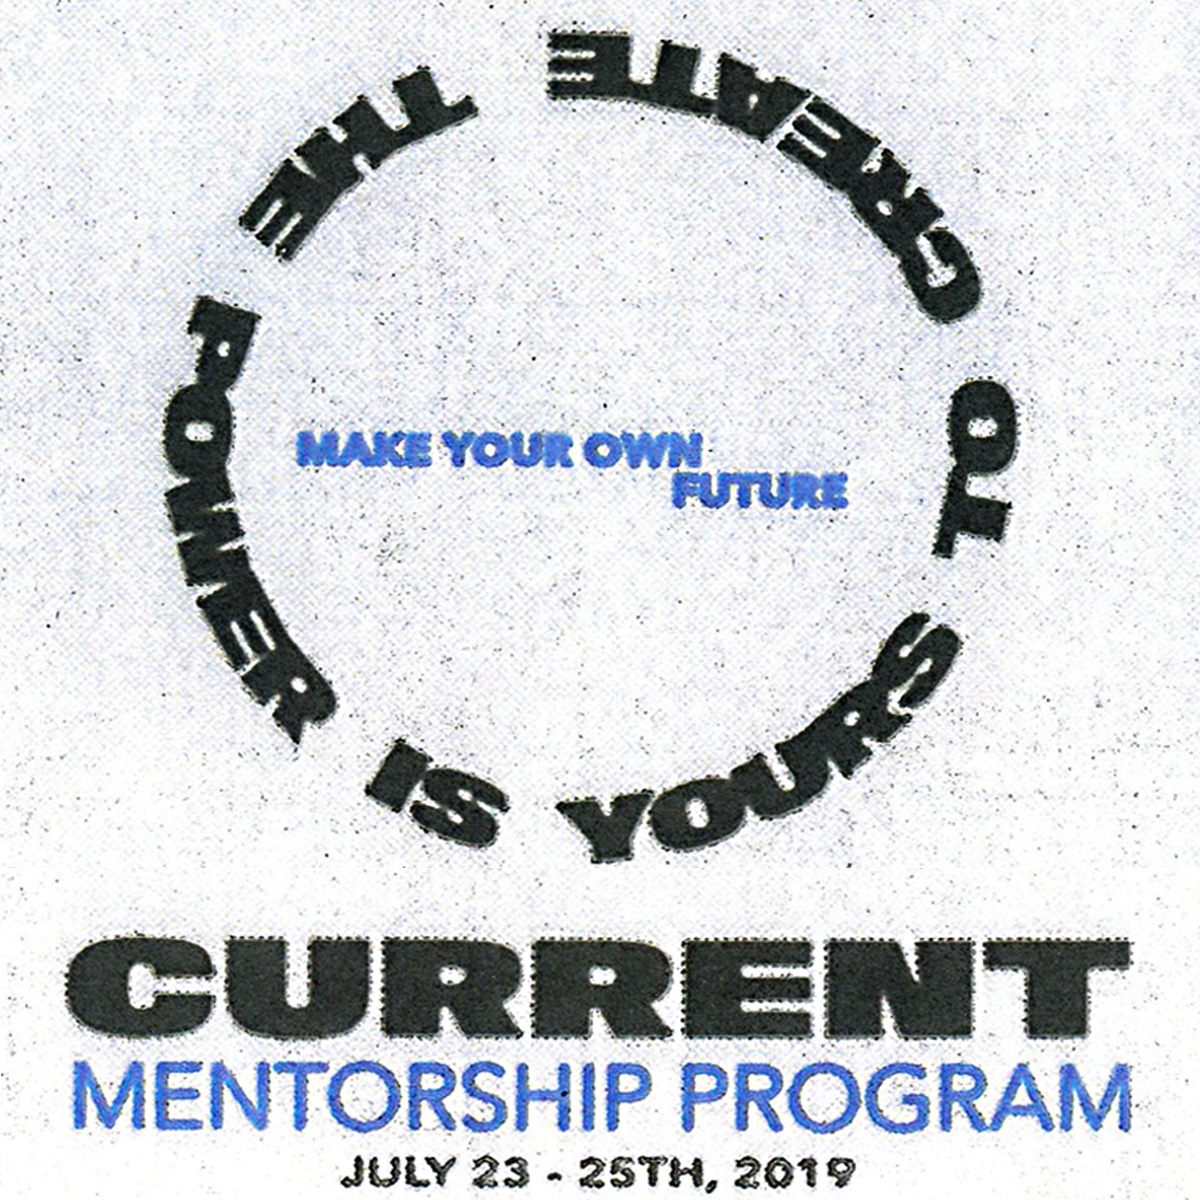 THE POWER IS YOURS TO CREATE
MAKE YOUR OWN
FUTURE
CURRENT
MENTORSHIP PROGRAM
JULY 23 - 25TH, 2019